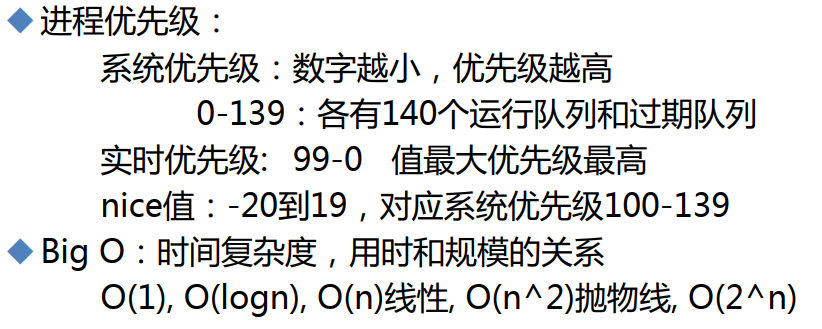 ◆ 进程优先级：
系统优先级：数字越小，优先级越高
0-139：各有140个运行队列和过期队列
实时优先级: 99-0 值最大优先级最高
nice值：-20到19，对应系统优先级100-139
◆ Big O：时间复杂度，用时和规模的关系
O(1), O(logn), O(n)线性, O(n^2)抛物线, O(2^n)